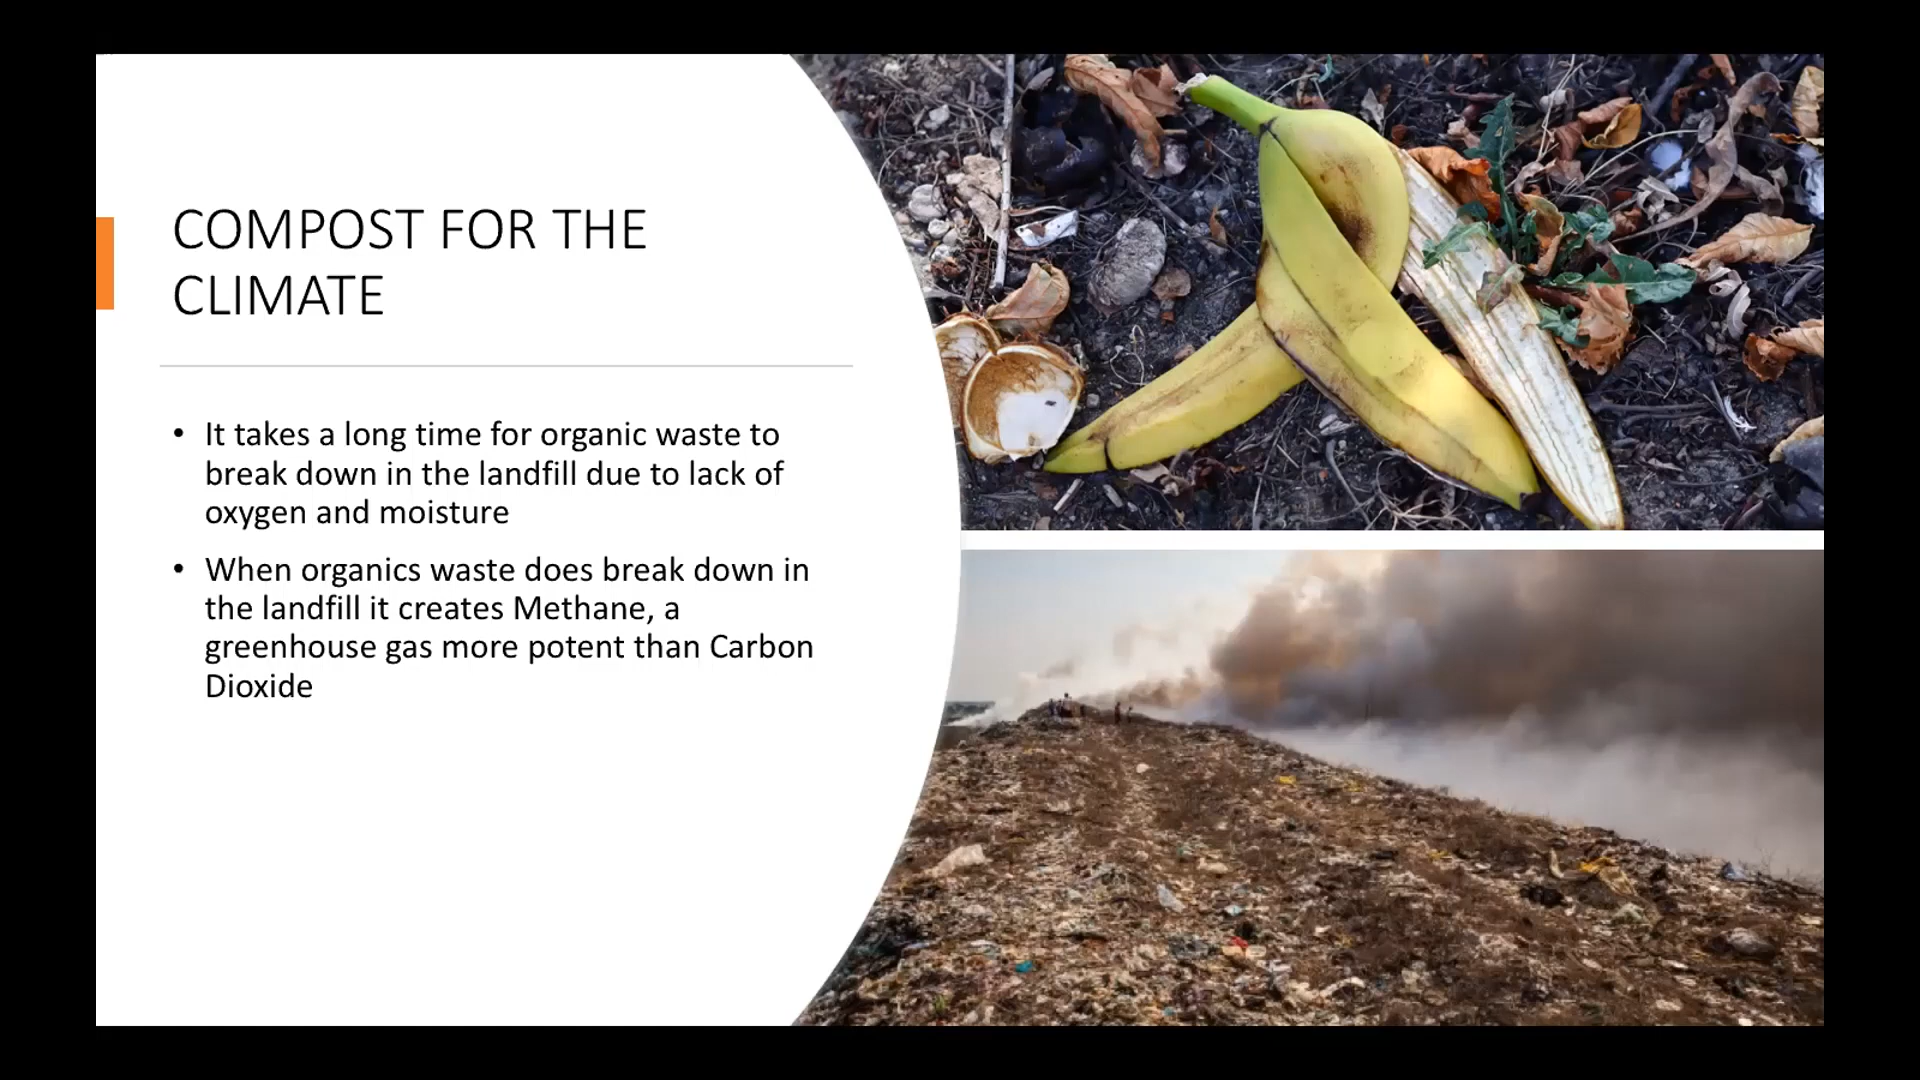 COMPOST FOR THE
CLIMATE
• It takes a long time for organic waste to
break down in the landfill due to lack of
oxygen and moisture
• When organics waste does break down in
the landfill it creates Methane, a
greenhouse gas more potent than Carbon
Dioxide